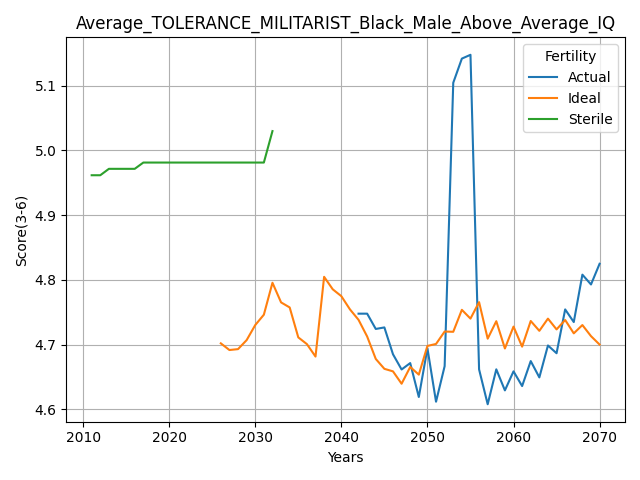 Average_TOLERANCE_MILITARIST_Black_Male_Above_Average_IQ
Fertility
Actual
Ideal
Sterile
Score(3-6)
5.1
5.0
4.9
4.8
4.7
4.6
2010 2020 2030 2040 2050 2060 2070
Years